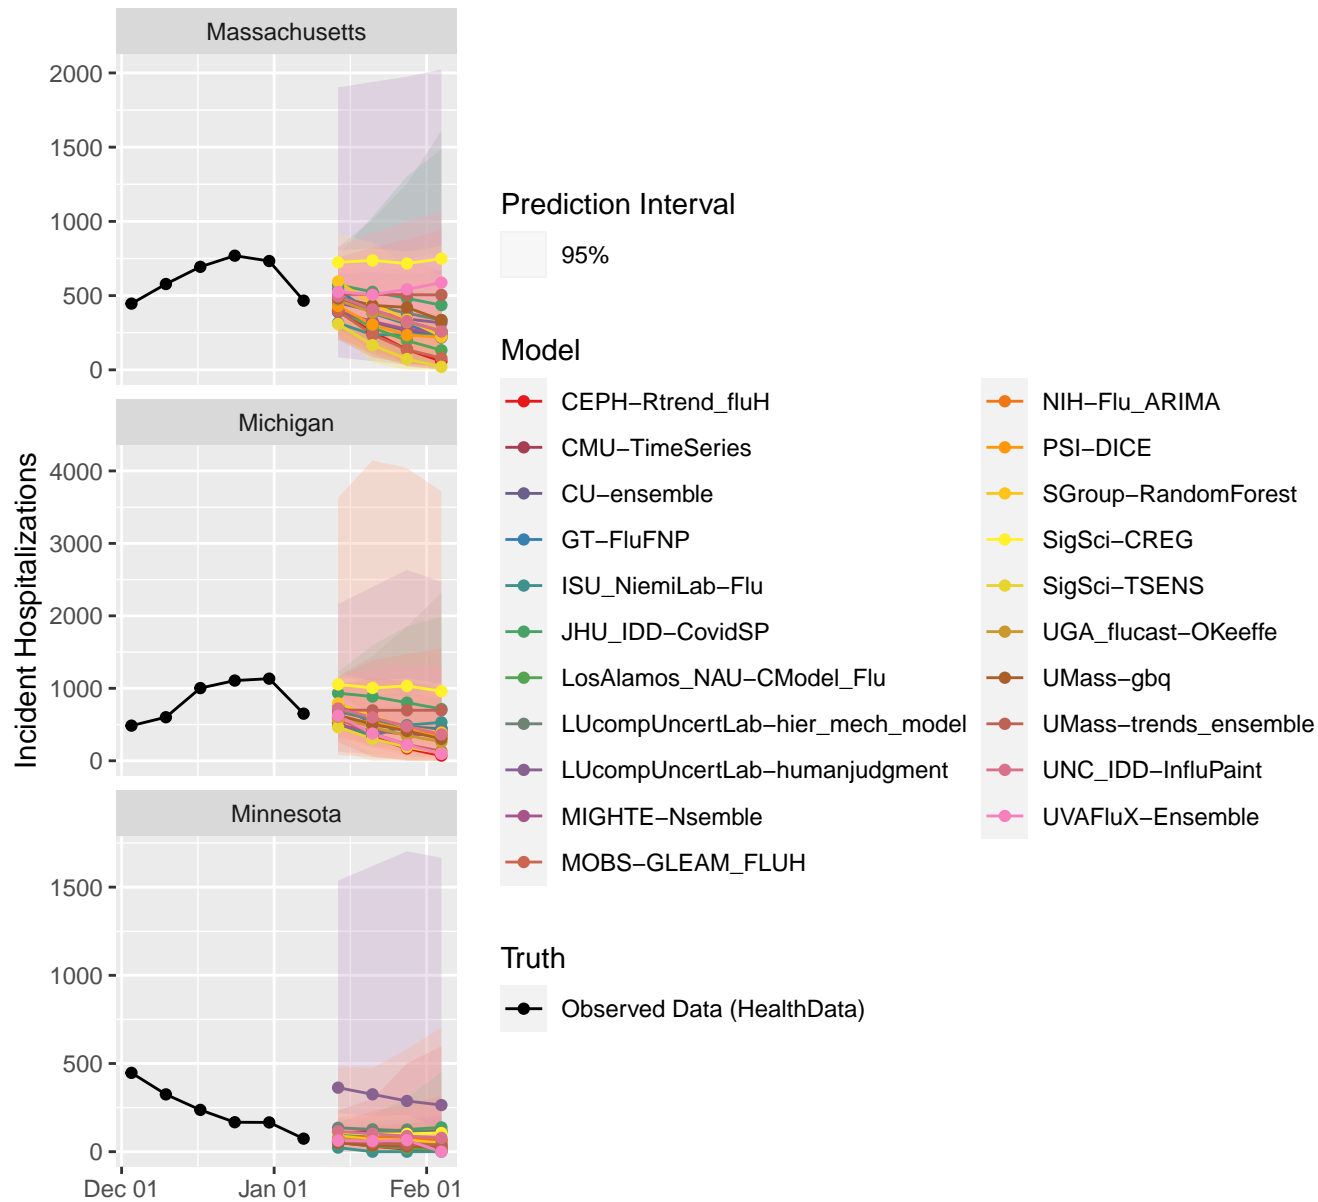 Massachusetts
2000
1500
1000
500
0
Michigan
4000
3000
2000
1000
0
Minnesota
1500
1000
500
0
Dec 01
Jan 01
Feb 01
Incident Hospitalizations
Prediction Interval
95%
Model
CEPH−Rtrend_fluH
CMU−TimeSeries
CU−ensemble
GT−FluFNP
ISU_NiemiLab−Flu
JHU_IDD−CovidSP
LosAlamos_NAU−CModel_Flu
LUcompUncertLab−hier_mech_model
LUcompUncertLab−humanjudgment
MIGHTE−Nsemble
MOBS−GLEAM_FLUH
NIH−Flu_ARIMA
PSI−DICE
SGroup−RandomForest
SigSci−CREG
SigSci−TSENS
UGA_flucast−OKeeffe
UMass−gbq
UMass−trends_ensemble
UNC_IDD−InfluPaint
UVAFluX−Ensemble
Truth
Observed Data (HealthData)